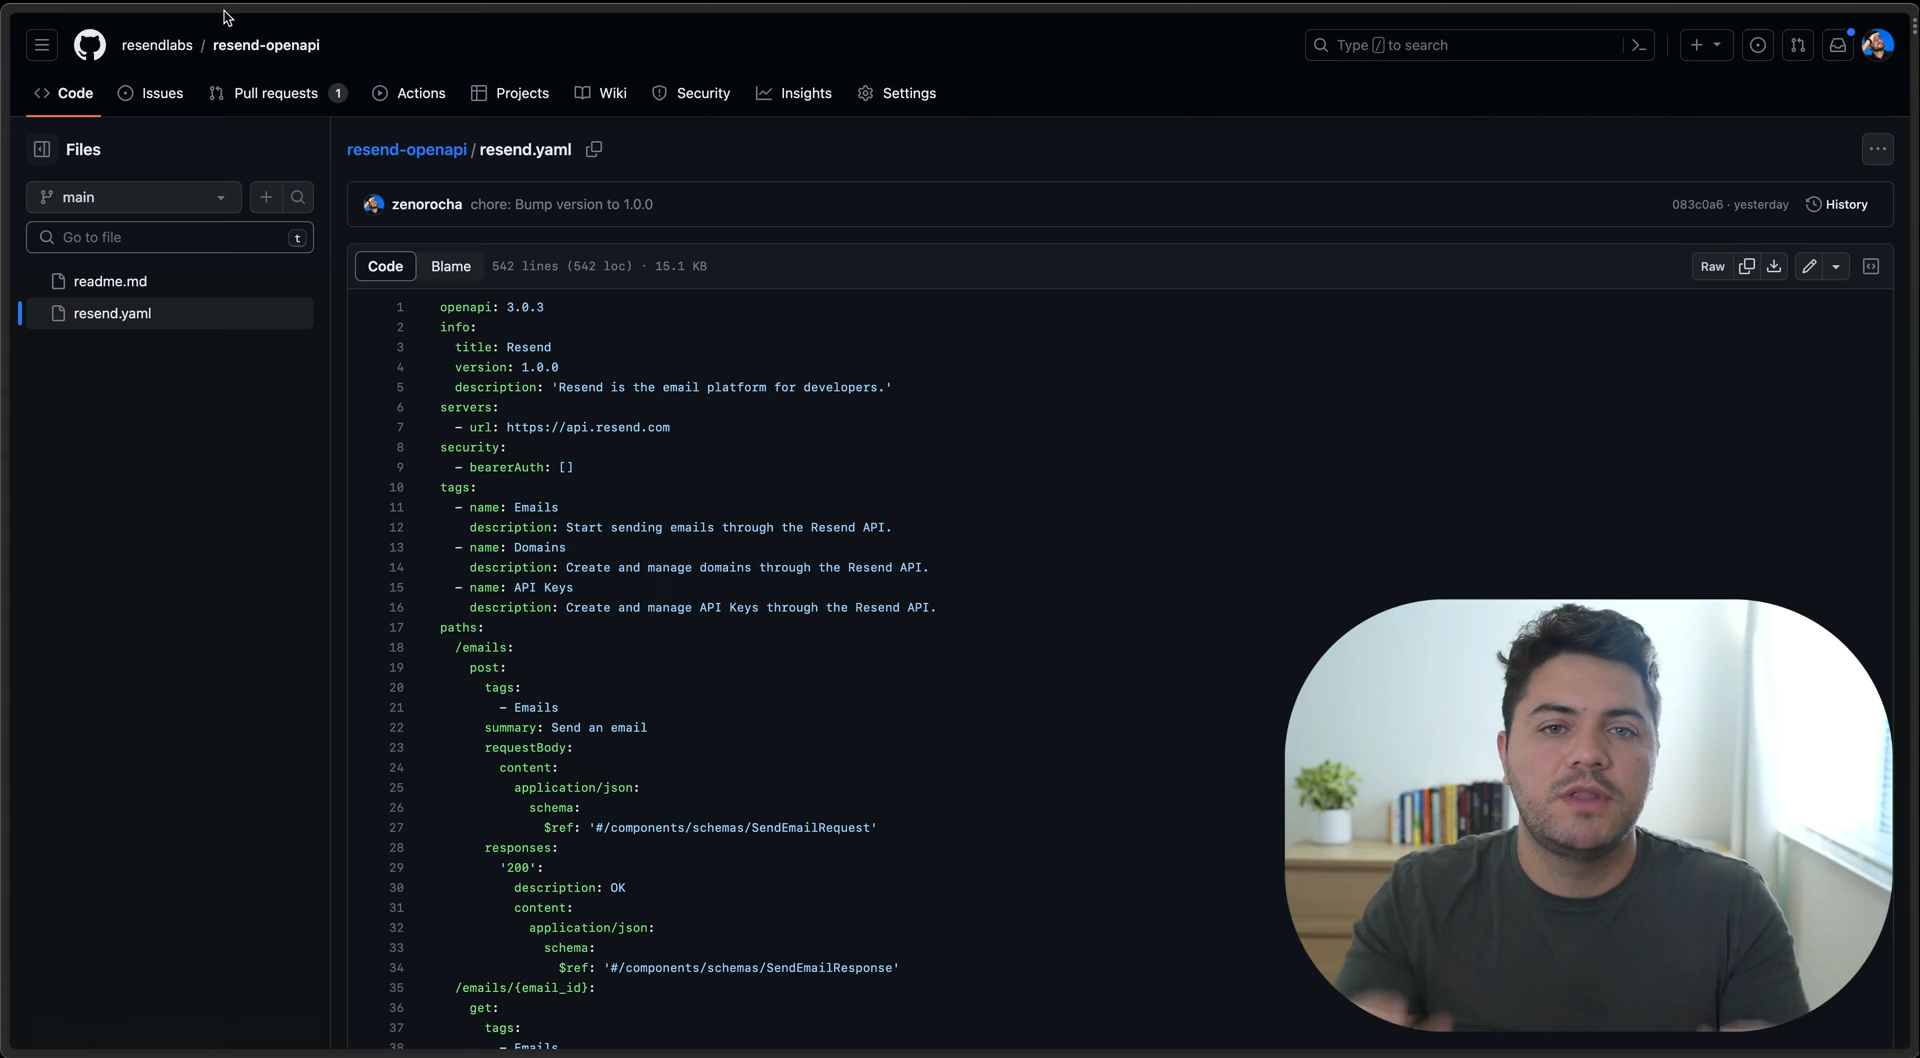 resendlabs / resend-openapi
Type / to search
Code
Issues
Pull requests 1
Actions
Projects
Wiki
Security
Insights
Settings
Files
main
Go to file
t
readme.md
resend.yaml
resend-openapi / resend.yaml
zenorocha chore: Bump version to 1.0.0
083c0a6 · yesterday
History
Code
Blame
542 lines (542 loc) · 15.1 KB
Raw
1 openapi: 3.0.3
2 info:
3 title: Resend
4 version: 1.0.0
5 description: 'Resend is the email platform for developers.'
6 servers:
7 - url: https://api.resend.com
8 security:
9 - bearerAuth: []
10 tags:
11 - name: Emails
12 description: Start sending emails through the Resend API.
13 - name: Domains
14 description: Create and manage domains through the Resend API.
15 - name: API Keys
16 description: Create and manage API Keys through the Resend API.
17 paths:
18 /emails:
19 post:
20 tags:
21 - Emails
22 summary: Send an email
23 requestBody:
24 content:
25 application/json:
26 schema:
27 $ref: '#/components/schemas/SendEmailRequest'
28 responses:
29 '200':
30 description: OK
31 content:
32 application/json:
33 schema:
34 $ref: '#/components/schemas/SendEmailResponse'
35 /emails/{email_id}:
36 get:
37 tags:
38 - Emails